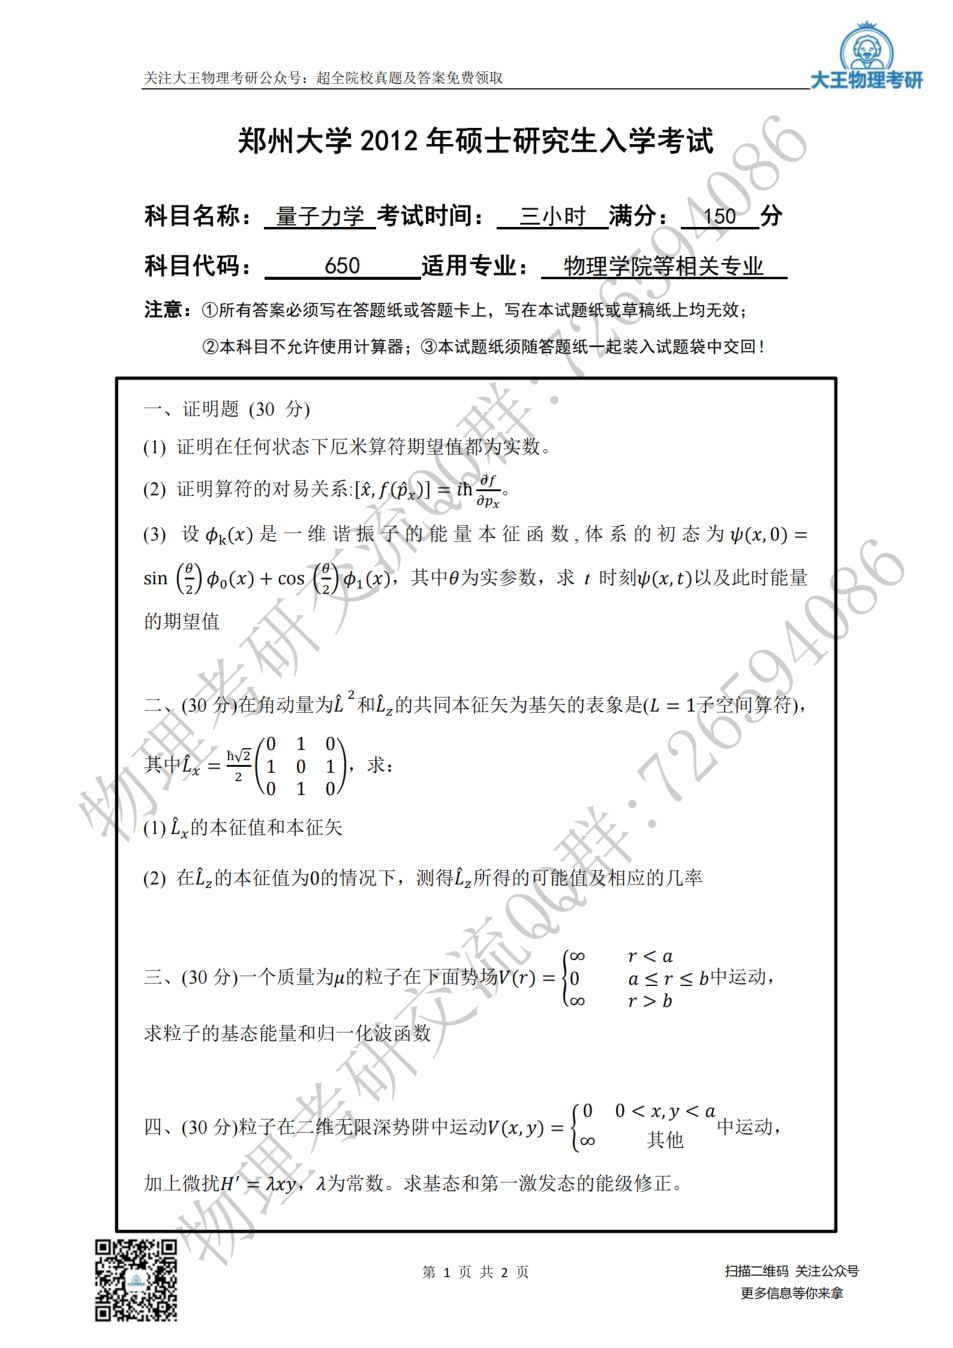 关注大王物理考研公众号：超全院校真题及答案免费领取
大王物理考研
郑州大学 2012 年硕士研究生入学考试
科目名称： 量子力学 考试时间： 三小时 满分： 150 分
科目代码： 650 适用专业： 物理学院等相关专业
注意：①所有答案必须写在答题纸或答题卡上，写在本试题纸或草稿纸上均无效；
②本科目不允许使用计算器；③本试题纸须随答题纸一起装入试题袋中交回！
一、证明题 (30 分)
(1) 证明在任何状态下厄米算符期望值都为实数。
(2) 证明算符的对易关系:[x̂, f(p̂ₓ)] = iħ ∂f/∂pₓ。
(3) 设 ϕₖ(x) 是一维谐振子的能量本征函数,体系的初态为 ψ(x, 0) =
sin (θ/2) ϕ₀(x) + cos (θ/2) ϕ₁(x)，其中θ为实参数，求 t 时刻ψ(x, t)以及此时能量
的期望值
二、(30 分)在角动量为L̂ ²和L̂_z的共同本征矢为基矢的表象是(L = 1子空间算符)，
其中L̂ₓ = ħ√2/2 (0 1 0; 1 0 1; 0 1 0)，求：
(1) L̂ₓ的本征值和本征矢
(2) 在L̂_z的本征值为0的情况下，测得L̂_z所得的可能值及相应的几率
三、(30 分)一个质量为μ的粒子在下面势场V(r) = {∞ r < a; 0 a ≤ r ≤ b; ∞ r > b 中运动，
求粒子的基态能量和归一化波函数
四、(30 分)粒子在二维无限深势阱中运动V(x, y) = {0 0 < x, y < a; ∞ 其他 中运动，
加上微扰H′ = λxy，λ为常数。求基态和第一激发态的能级修正。
物理考研交流QQ群：726594086
物理考研交流QQ群：726594086
大王物理考研
第 1 页 共 2 页
扫描二维码 关注公众号
更多信息等你来拿